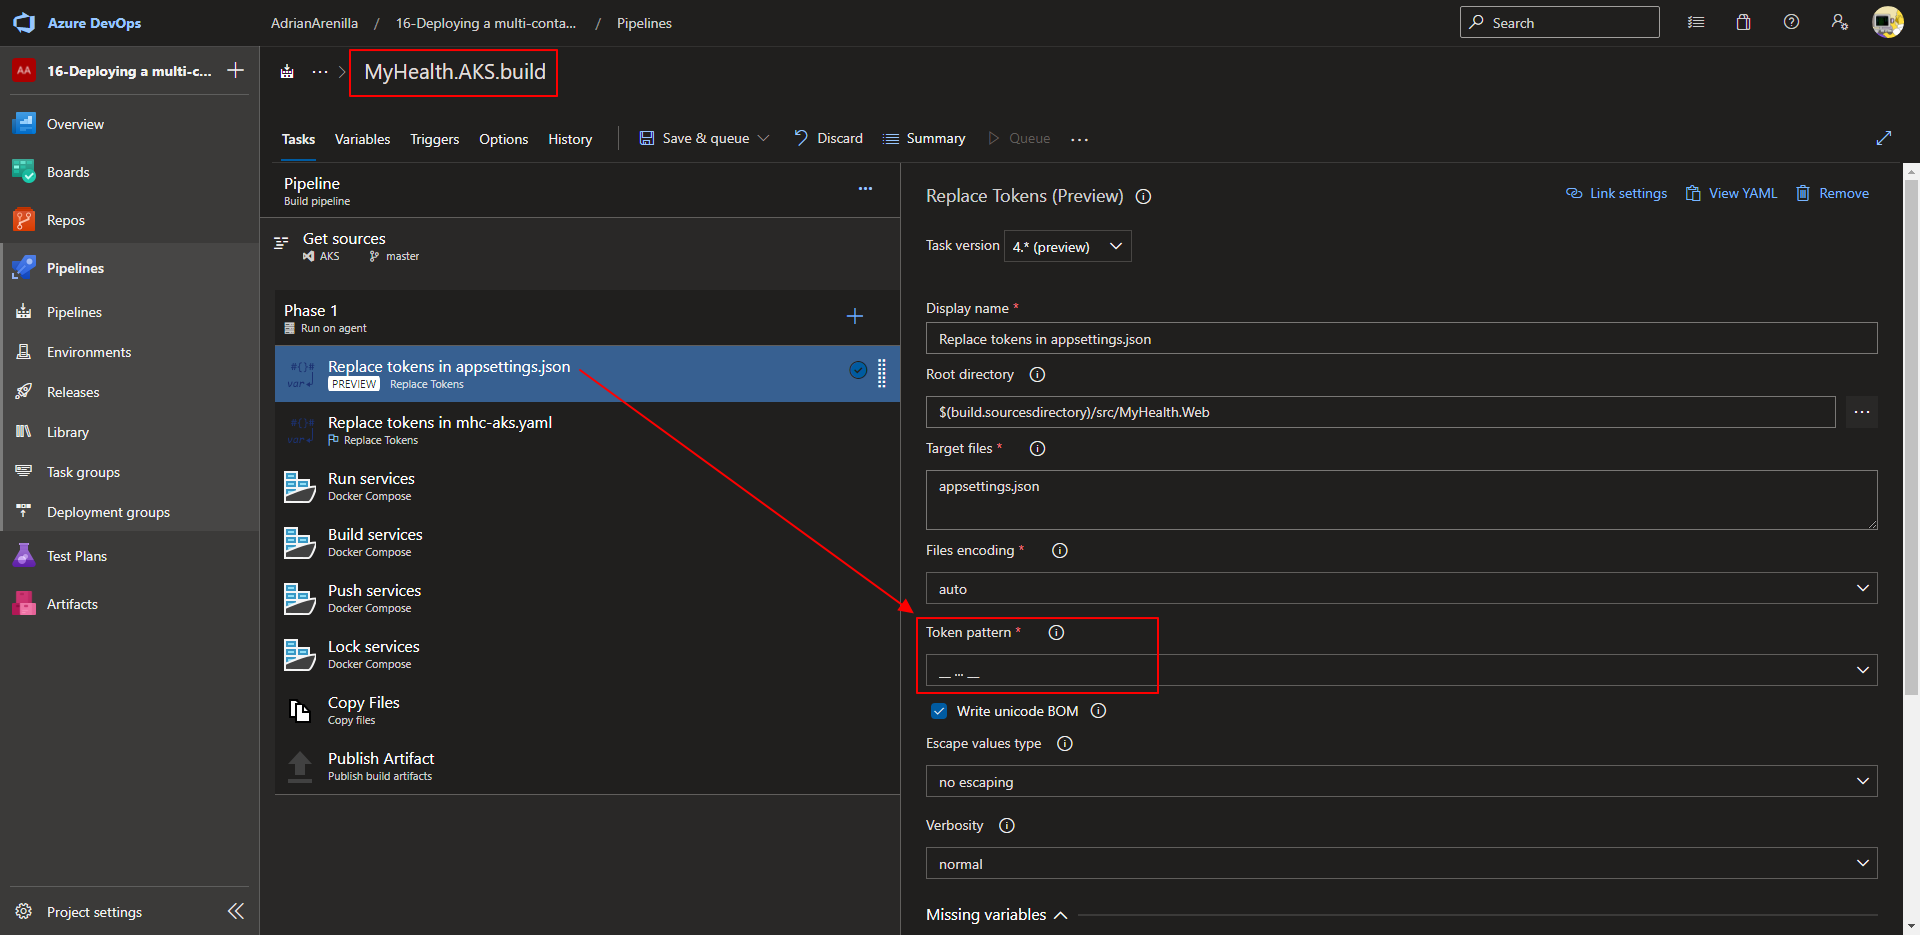 Azure DevOps
AdrianArenilla / 16-Deploying a multi-conta... / Pipelines
Search
AA 16-Deploying a multi-c...
Overview
Boards
Repos
Pipelines
Pipelines
Environments
Releases
Library
Task groups
Deployment groups
Test Plans
Artifacts
Project settings
... > MyHealth.AKS.build
Tasks Variables Triggers Options History Save & queue Discard Summary Queue ...
Pipeline
Build pipeline
Get sources
AKS master
Phase 1
Run on agent
#{}#
var
Replace tokens in appsettings.json
PREVIEW Replace Tokens
#{}#
var
Replace tokens in mhc-aks.yaml
Replace Tokens
Run services
Docker Compose
Build services
Docker Compose
Push services
Docker Compose
Lock services
Docker Compose
Copy Files
Copy files
Publish Artifact
Publish build artifacts
Replace Tokens (Preview)
Link settings View YAML Remove
Task version 4.* (preview)
Display name *
Replace tokens in appsettings.json
Root directory
$(build.sourcesdirectory)/src/MyHealth.Web
...
Target files *
appsettings.json
Files encoding *
auto
Token pattern *
__ ... __
Write unicode BOM
Escape values type
no escaping
Verbosity
normal
Missing variables